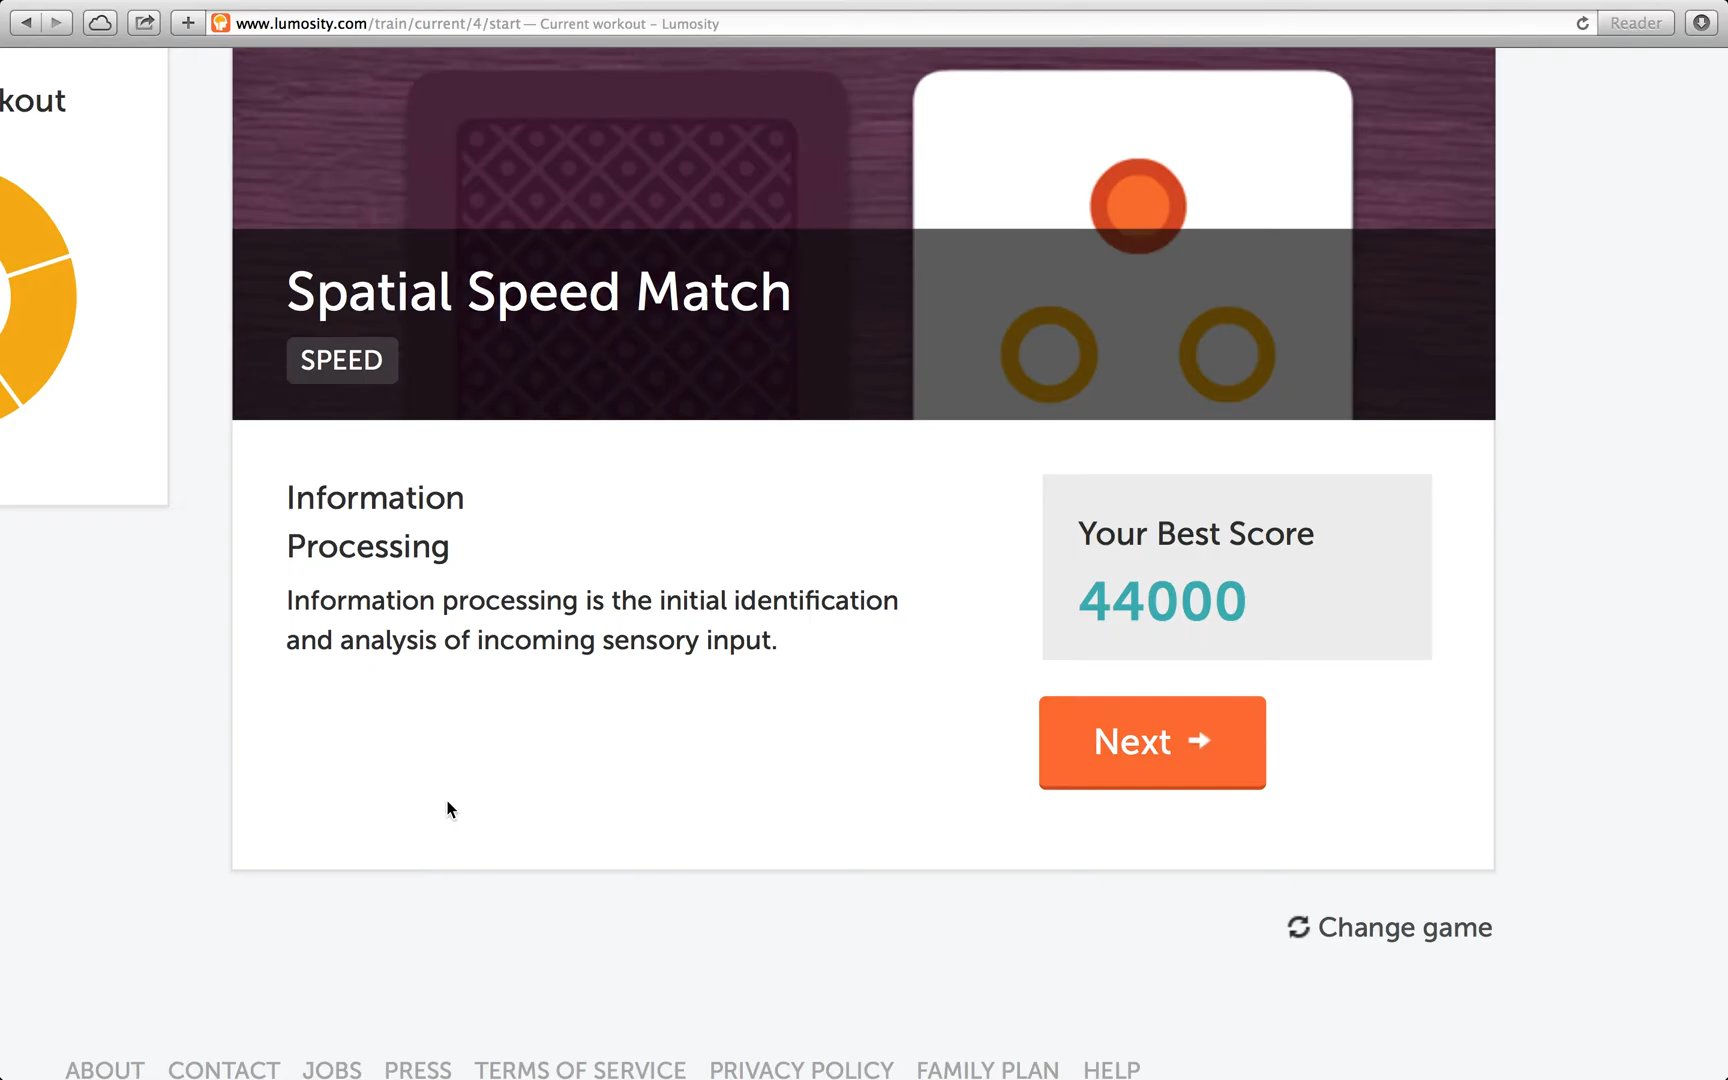 www.lumosity.com/train/current/4/start — Current workout – Lumosity
Reader
kout
Spatial Speed Match
SPEED
Information
Processing
Information processing is the initial identification
and analysis of incoming sensory input.
Your Best Score
44000
Next
Change game
ABOUT CONTACT JOBS PRESS TERMS OF SERVICE PRIVACY POLICY FAMILY PLAN HELP